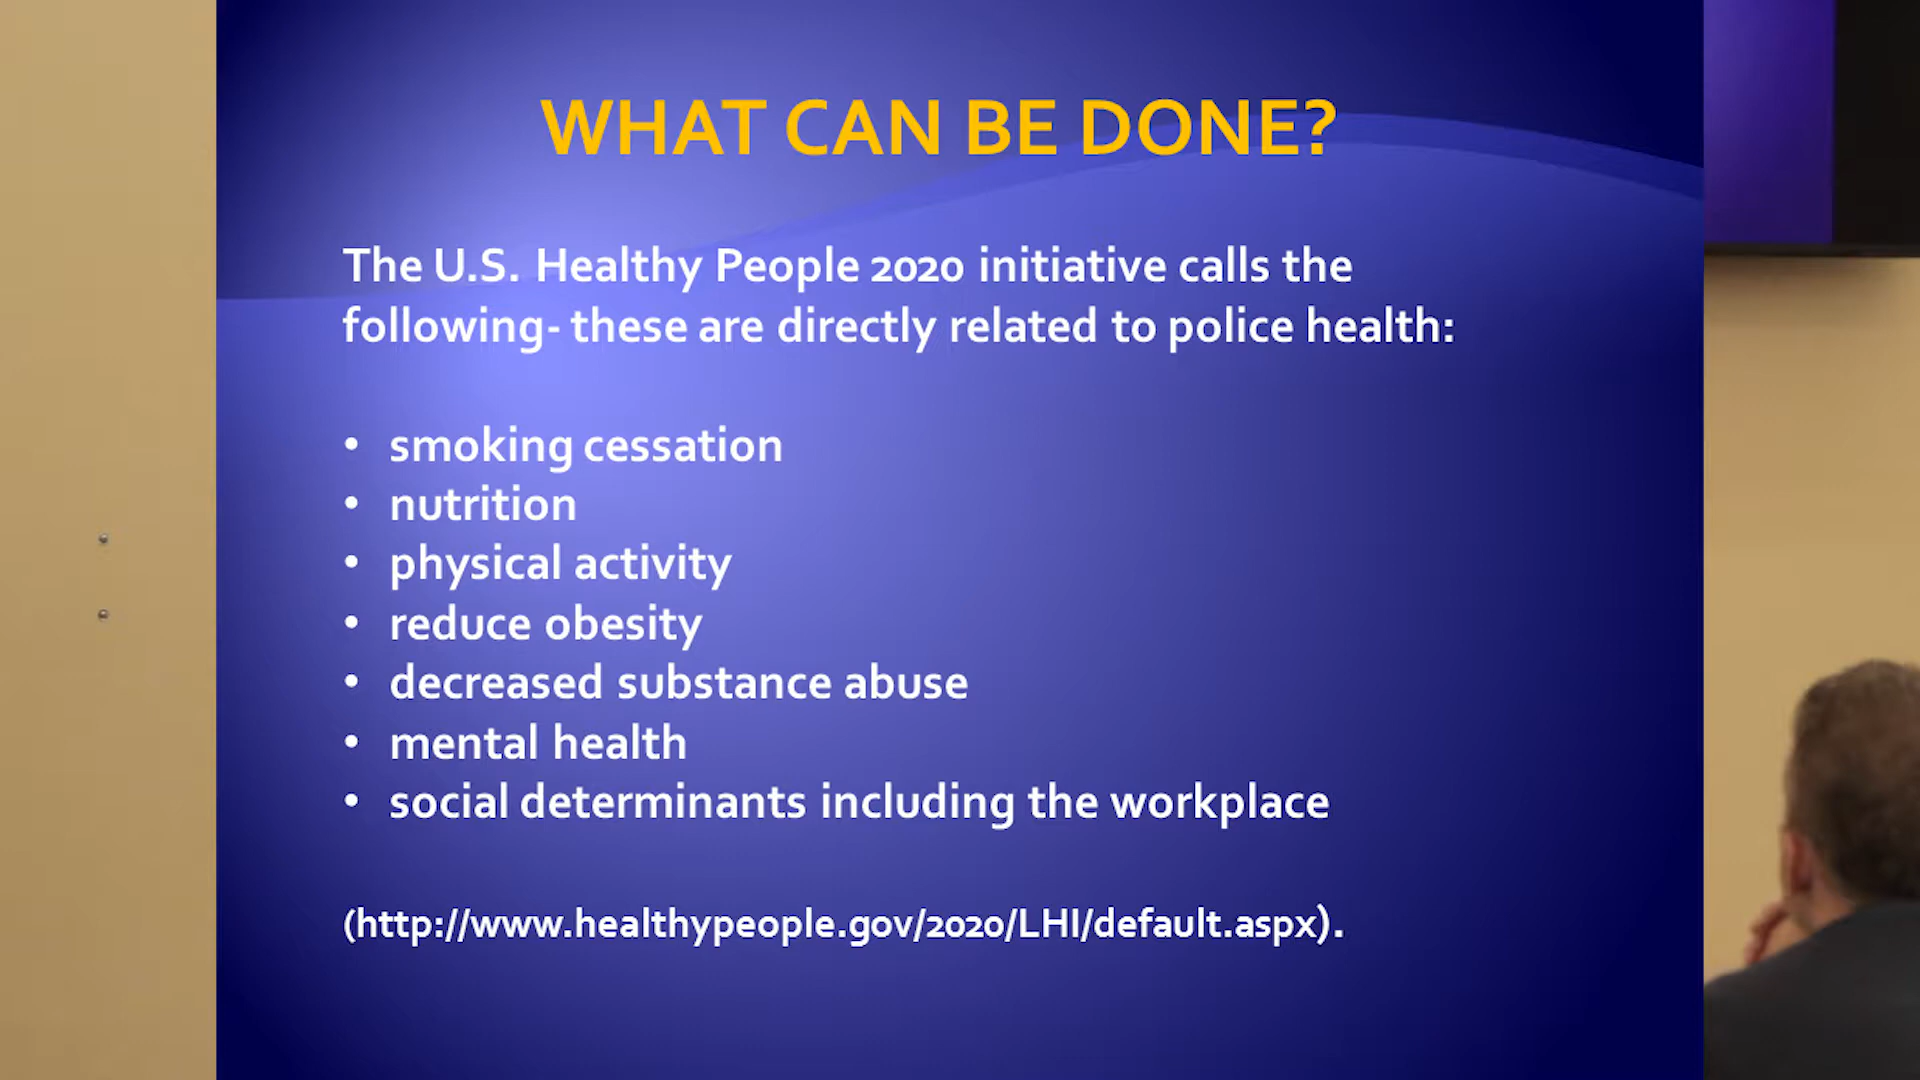 WHAT CAN BE DONE?
The U.S. Healthy People 2020 initiative calls the
following- these are directly related to police health:
• smoking cessation
• nutrition
• physical activity
• reduce obesity
• decreased substance abuse
• mental health
• social determinants including the workplace
(http://www.healthypeople.gov/2020/LHI/default.aspx).